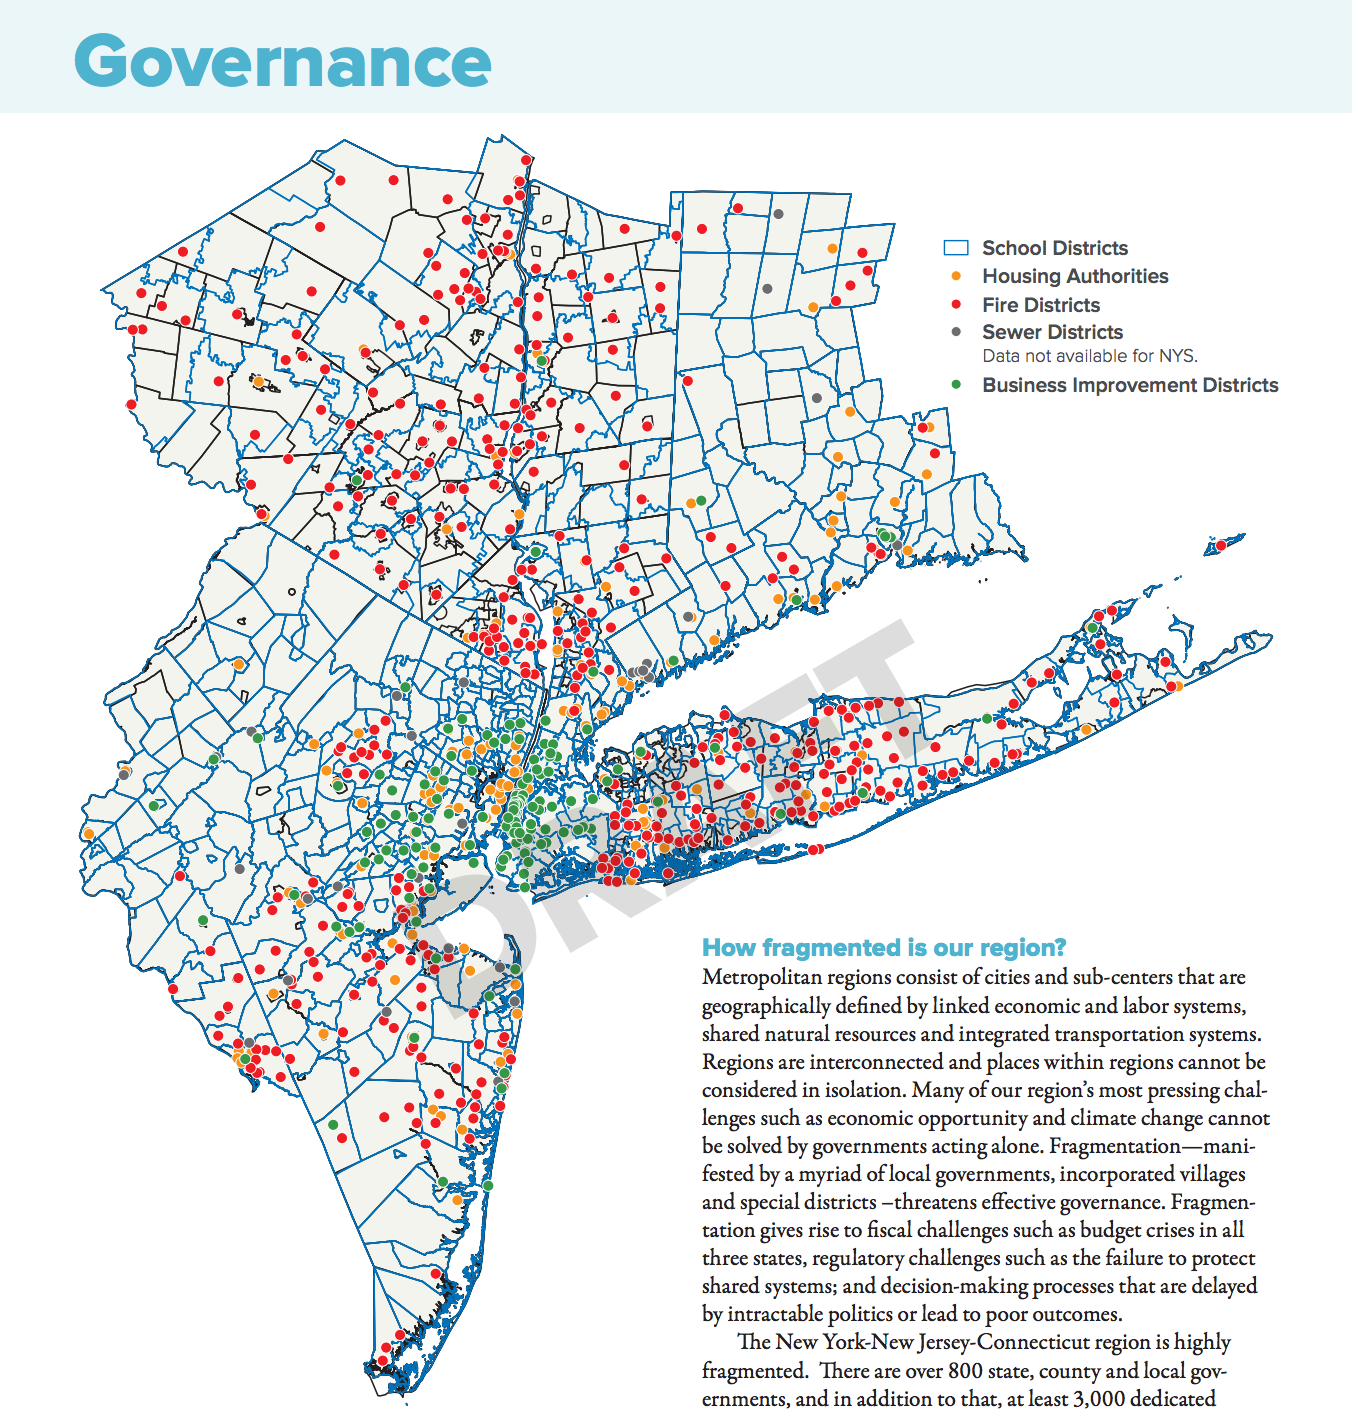 Governance
School Districts
Housing Authorities
Fire Districts
Sewer Districts
Data not available for NYS.
Business Improvement Districts
DRAFT
How fragmented is our region?
Metropolitan regions consist of cities and sub-centers that are
geographically defined by linked economic and labor systems,
shared natural resources and integrated transportation systems.
Regions are interconnected and places within regions cannot be
considered in isolation. Many of our region's most pressing chal-
lenges such as economic opportunity and climate change cannot
be solved by governments acting alone. Fragmentation—mani-
fested by a myriad of local governments, incorporated villages
and special districts –threatens effective governance. Fragmen-
tation gives rise to fiscal challenges such as budget crises in all
three states, regulatory challenges such as the failure to protect
shared systems; and decision-making processes that are delayed
by intractable politics or lead to poor outcomes.
The New York-New Jersey-Connecticut region is highly
fragmented. There are over 800 state, county and local gov-
ernments, and in addition to that, at least 3,000 dedicated